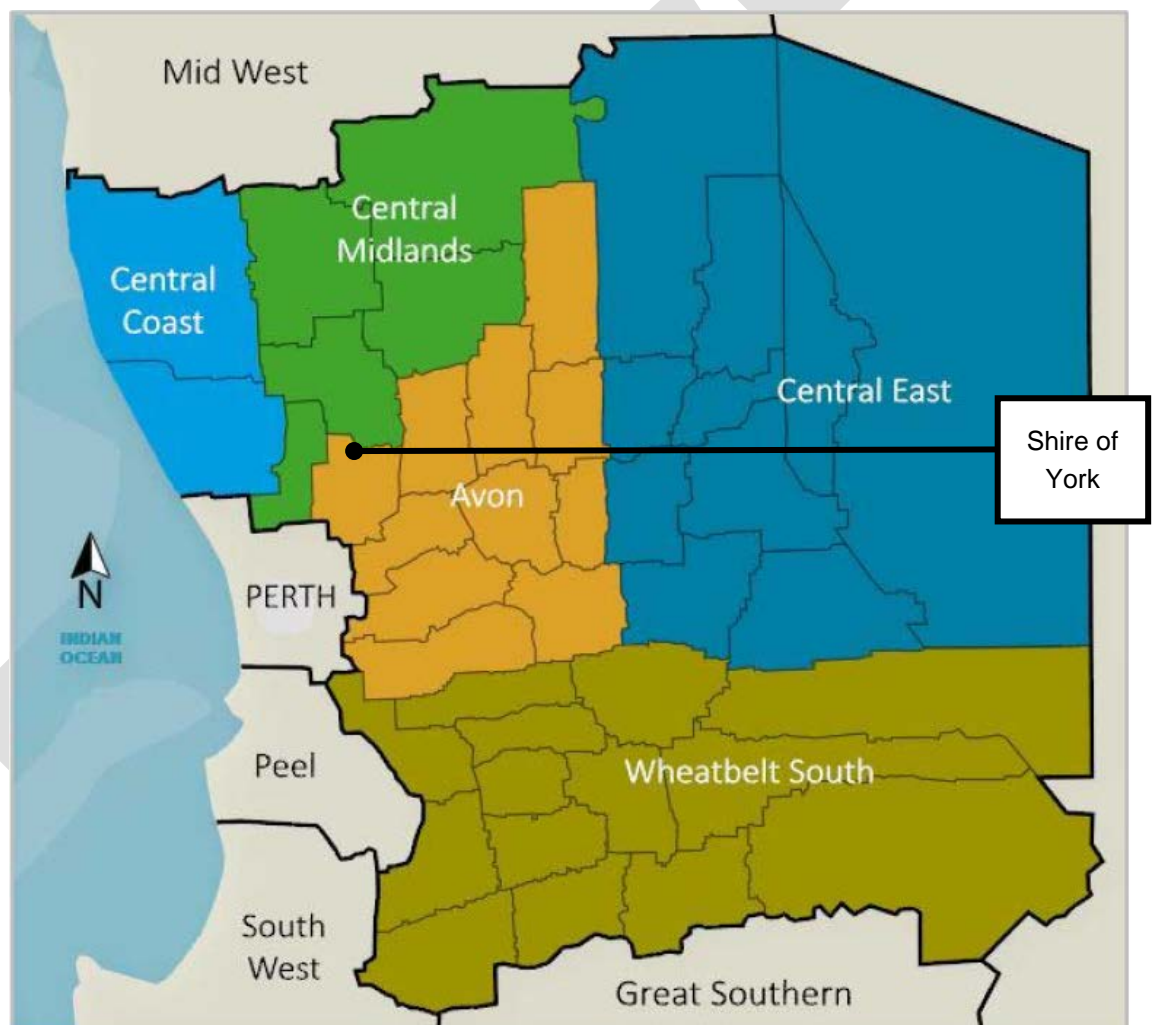 Mid West
Central
Midlands
Central
Coast
Central East
Shire of
York
Avon
N
PERTH
INDIAN
OCEAN
Peel
Wheatbelt South
South
West
Great Southern